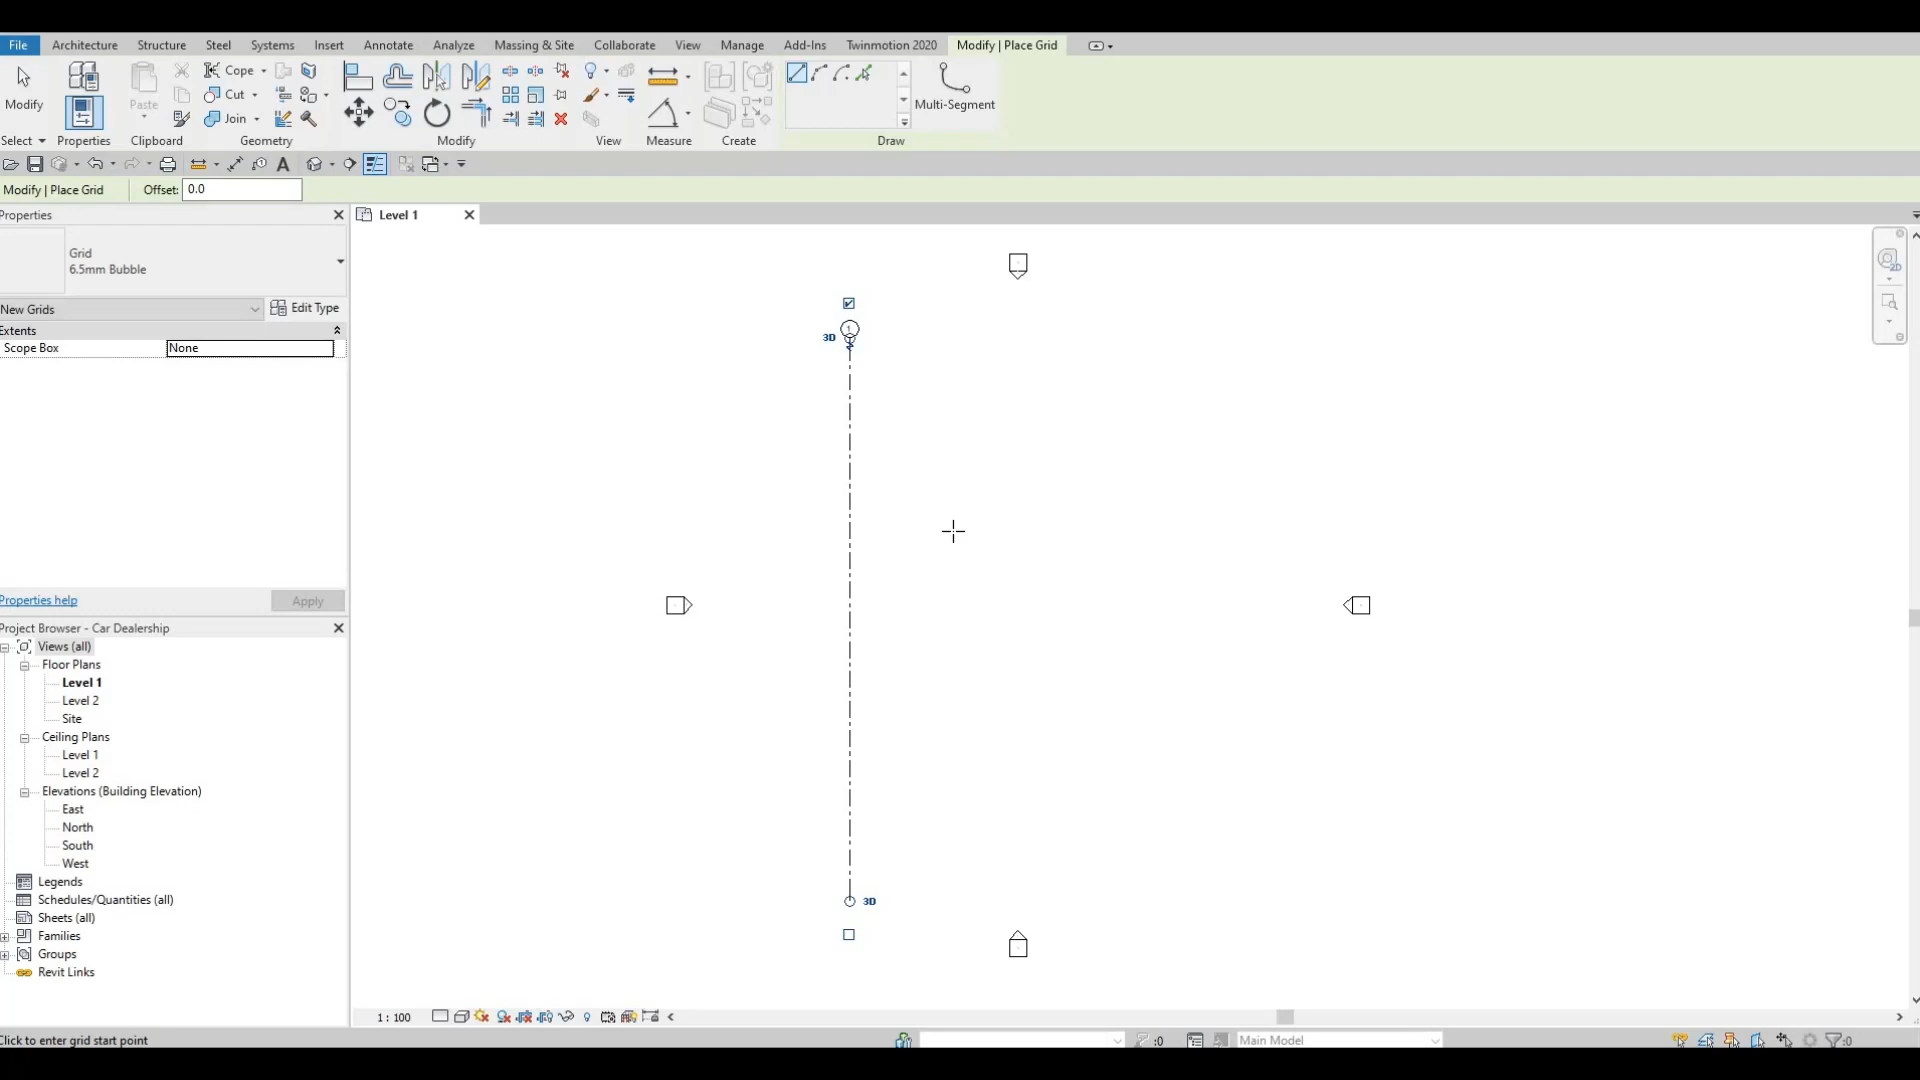 File Architecture Structure Steel Systems Insert Annotate Analyze Massing & Site Collaborate View Manage Add-Ins Twinmotion 2020 Modify | Place Grid
Modify Paste Cope Cut Join Multi-Segment
Select Properties Clipboard Geometry Modify View Measure Create Draw
Modify | Place Grid Offset: 0.0
Properties
Level 1
Grid
6.5mm Bubble
New Grids Edit Type
Extents
Scope Box None
Properties help Apply
Project Browser - Car Dealership
Views (all)
Floor Plans
Level 1
Level 2
Site
Ceiling Plans
Level 1
Level 2
Elevations (Building Elevation)
East
North
South
West
Legends
Schedules/Quantities (all)
Sheets (all)
Families
Groups
Revit Links
1
3D
3D
2D
1 : 100
Click to enter grid start point :0 Main Model :0